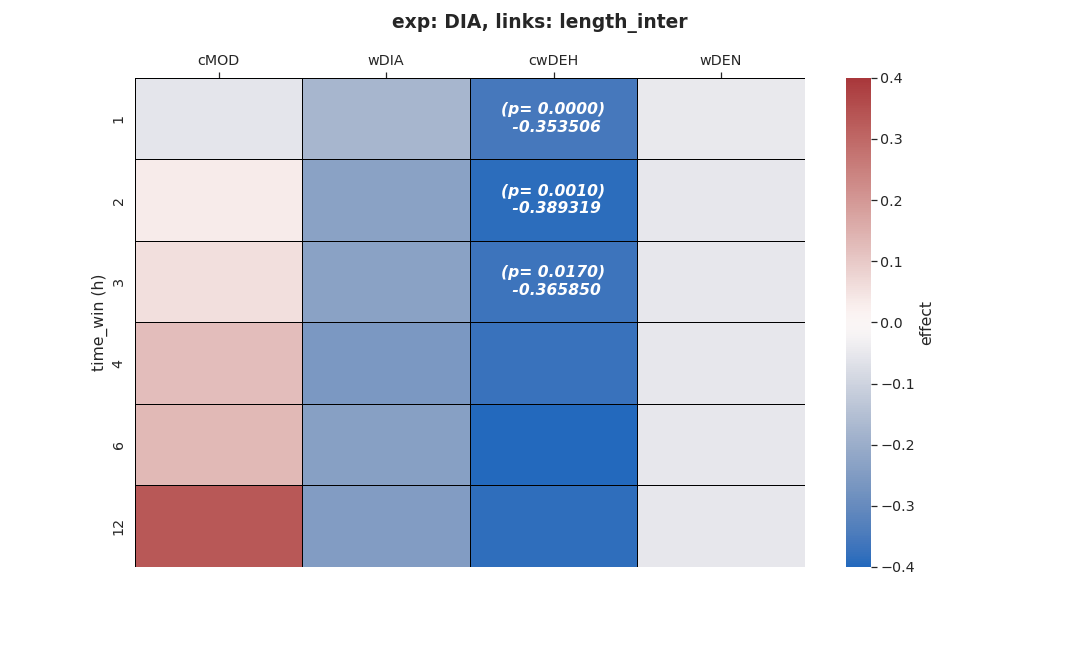 exp: DIA, links: length_inter
cMOD wDIA cwDEH wDEN
1
(p= 0.0000)
-0.353506
2
(p= 0.0010)
-0.389319
3
(p= 0.0170)
-0.365850
4
6
12
time_win (h)
0.4
0.3
0.2
0.1
0.0
−0.1
−0.2
−0.3
−0.4
effect